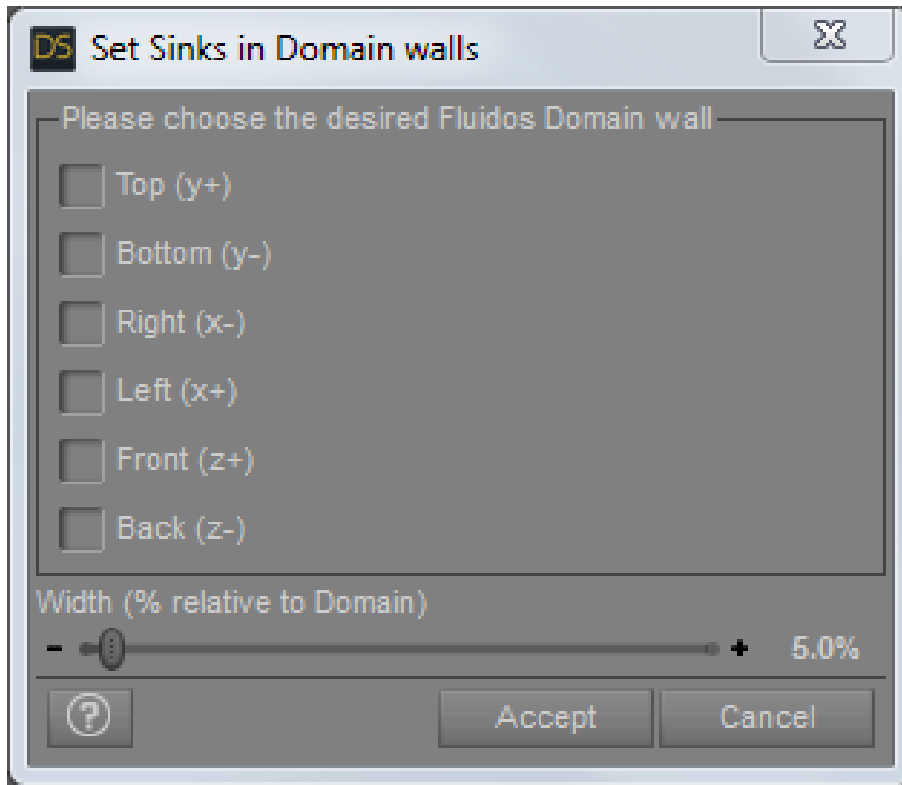 DS Set Sinks in Domain walls
Please choose the desired Fluidos Domain wall
Top (y+)
Bottom (y-)
Right (x-)
Left (x+)
Front (z+)
Back (z-)
Width (% relative to Domain)
- + 5.0%
? Accept Cancel